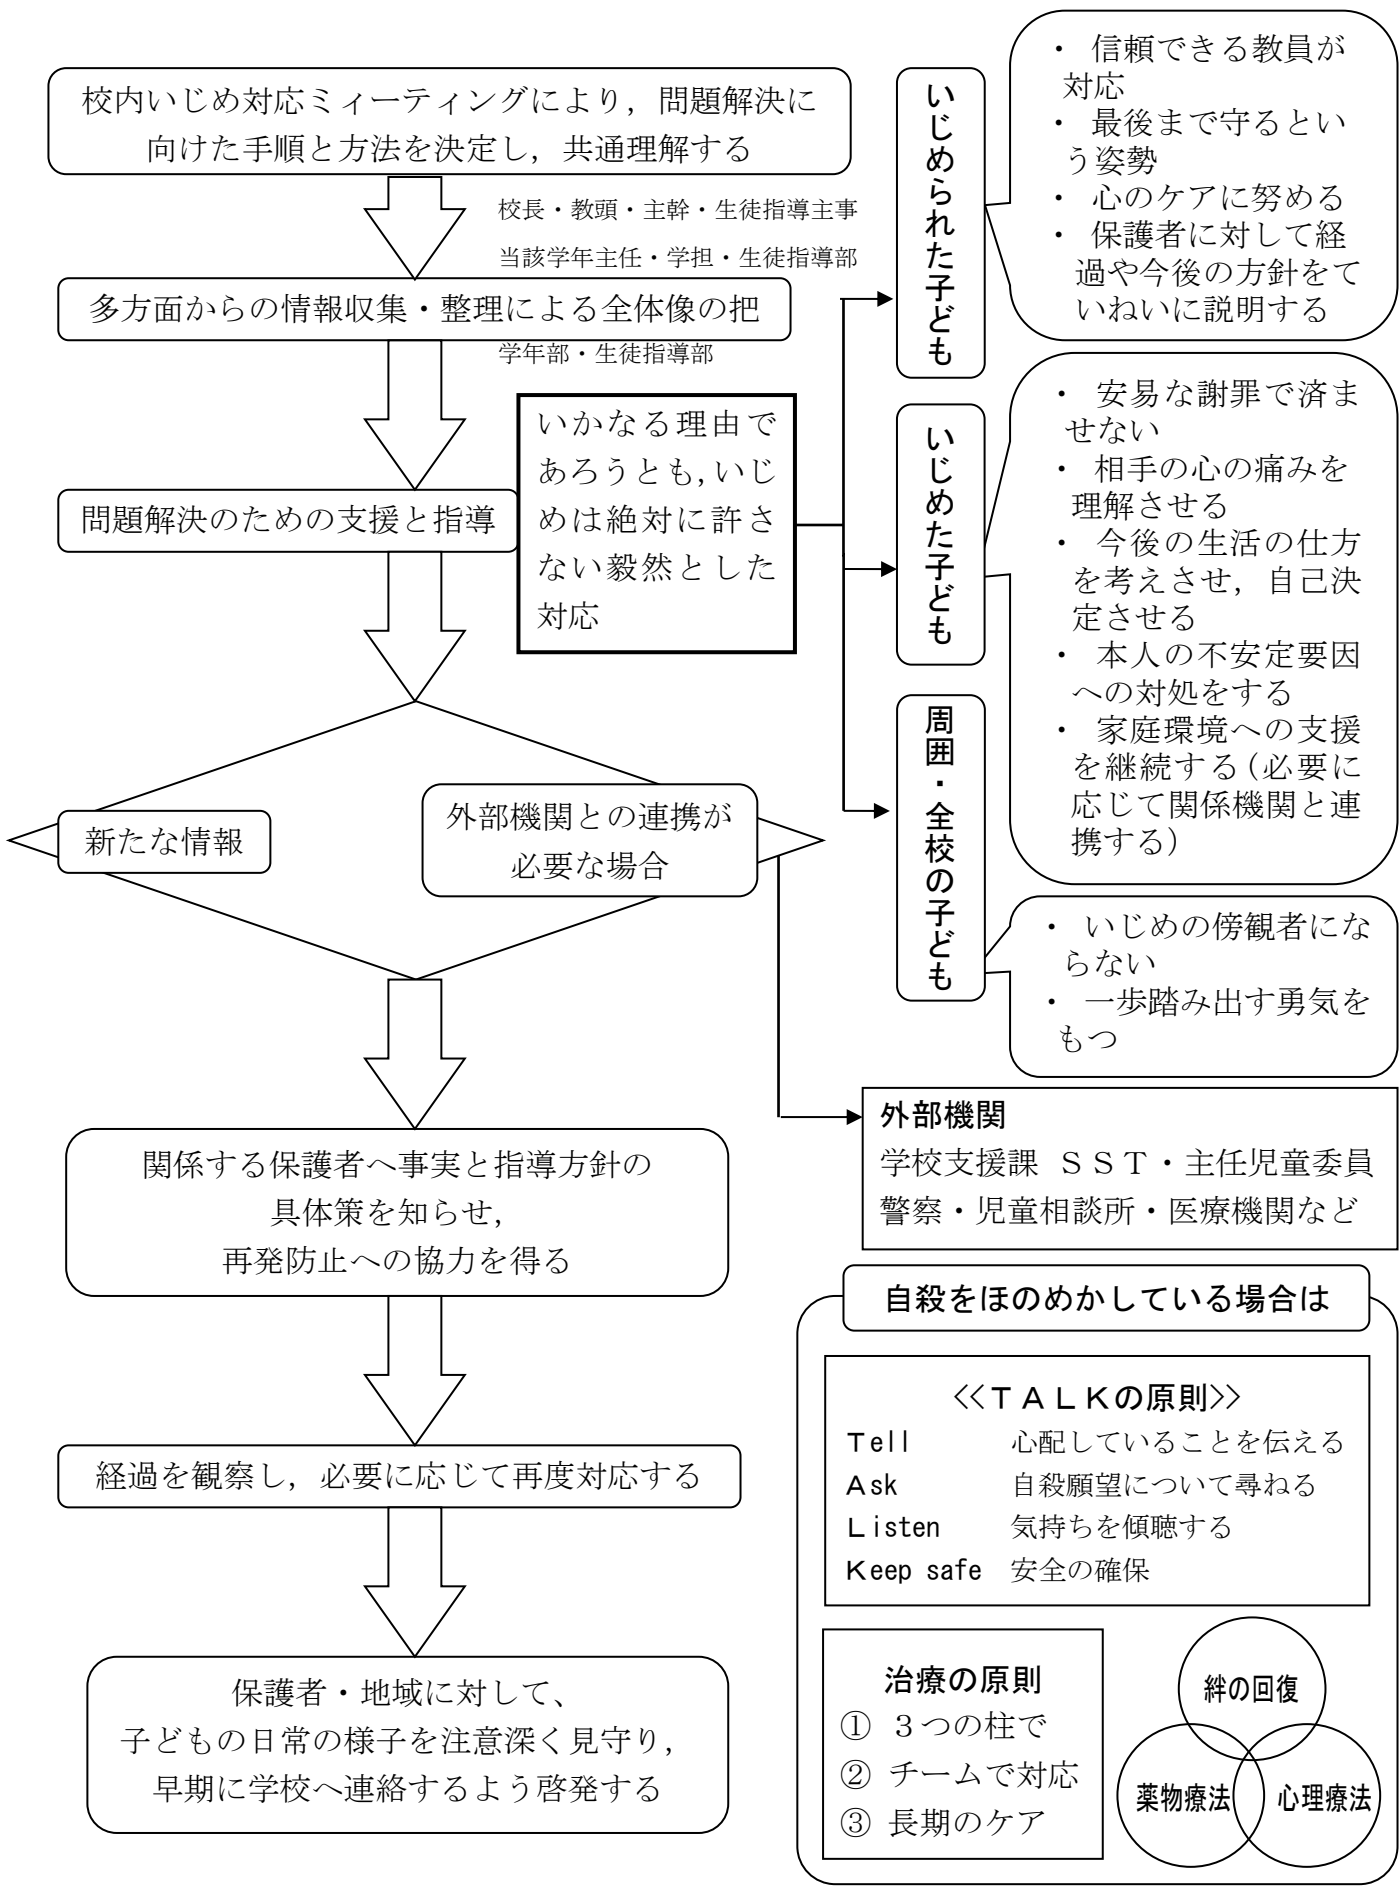 校内いじめ対応ミィーティングにより，問題解決に
向けた手順と方法を決定し，共通理解する
校長・教頭・主幹・生徒指導主事
当該学年主任・学担・生徒指導部
多方面からの情報収集・整理による全体像の把
学年部・生徒指導部
いかなる理由で
あろうとも，いじ
めは絶対に許さ
ない毅然とした
対応
問題解決のための支援と指導
新たな情報
外部機関との連携が
必要な場合
関係する保護者へ事実と指導方針の
具体策を知らせ，
再発防止への協力を得る
経過を観察し，必要に応じて再度対応する
保護者・地域に対して、
子どもの日常の様子を注意深く見守り，
早期に学校へ連絡するよう啓発する
いじめられた子ども
・ 信頼できる教員が
対応
・ 最後まで守るとい
う姿勢
・ 心のケアに努める
・ 保護者に対して経
過や今後の方針をて
いねいに説明する
いじめた子ども
・ 安易な謝罪で済ま
せない
・ 相手の心の痛みを
理解させる
・ 今後の生活の仕方
を考えさせ，自己決
定させる
・ 本人の不安定要因
への対処をする
・ 家庭環境への支援
を継続する（必要に
応じて関係機関と連
携する）
周囲・全校の子ども
・ いじめの傍観者にな
らない
・ 一歩踏み出す勇気を
もつ
外部機関
学校支援課 ＳＳＴ・主任児童委員
警察・児童相談所・医療機関など
自殺をほのめかしている場合は
<<ＴＡＬＫの原則>>
Ｔell 心配していることを伝える
Ａsk 自殺願望について尋ねる
Ｌisten 気持ちを傾聴する
Ｋeep safe 安全の確保
治療の原則
① ３つの柱で
② チームで対応
③ 長期のケア
絆の回復
薬物療法
心理療法